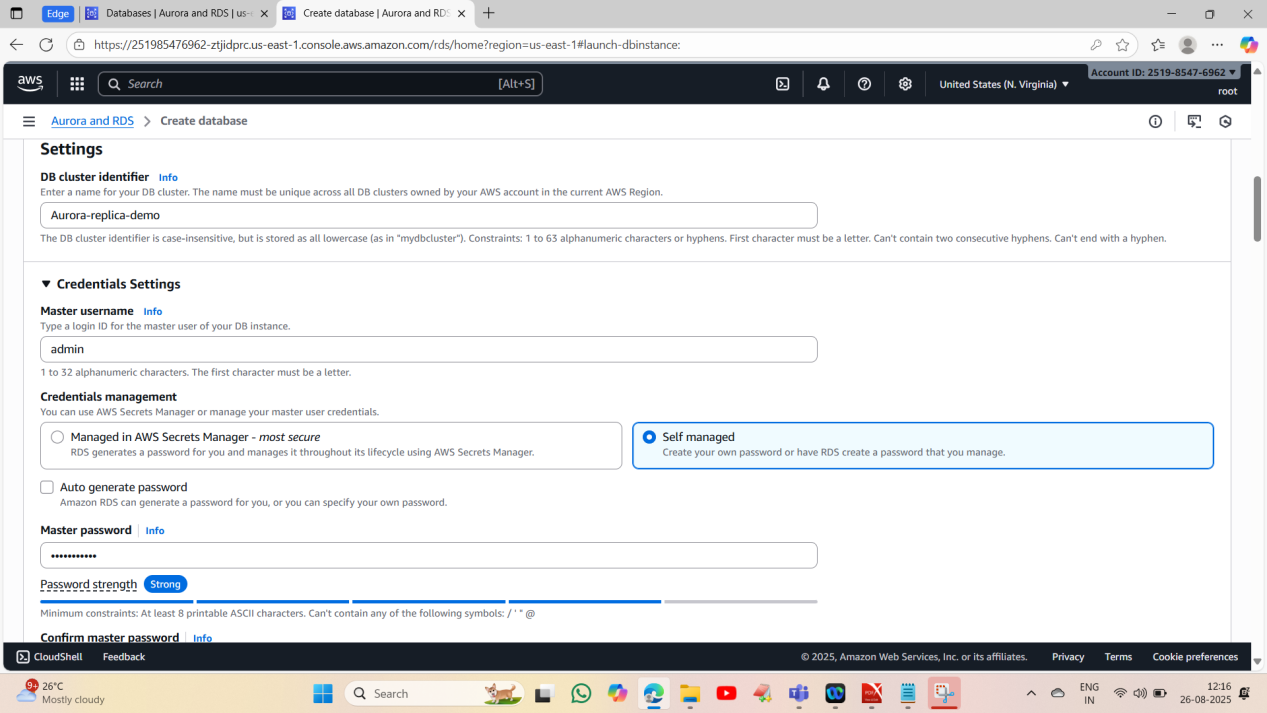 Edge
Databases | Aurora and RDS | us-
Create database | Aurora and RDS
https://251985476962-ztjidprc.us-east-1.console.aws.amazon.com/rds/home?region=us-east-1#launch-dbinstance:
aws
Search [Alt+S]
United States (N. Virginia)
Account ID: 2519-8547-6962
root
Aurora and RDS > Create database
Settings
DB cluster identifier Info
Enter a name for your DB cluster. The name must be unique across all DB clusters owned by your AWS account in the current AWS Region.
Aurora-replica-demo
The DB cluster identifier is case-insensitive, but is stored as all lowercase (as in "mydbcluster"). Constraints: 1 to 63 alphanumeric characters or hyphens. First character must be a letter. Can't contain two consecutive hyphens. Can't end with a hyphen.
Credentials Settings
Master username Info
Type a login ID for the master user of your DB instance.
admin
1 to 32 alphanumeric characters. The first character must be a letter.
Credentials management
You can use AWS Secrets Manager or manage your master user credentials.
Managed in AWS Secrets Manager - most secure
RDS generates a password for you and manages it throughout its lifecycle using AWS Secrets Manager.
Self managed
Create your own password or have RDS create a password that you manage.
Auto generate password
Amazon RDS can generate a password for you, or you can specify your own password.
Master password Info
•••••••••••
Password strength Strong
Minimum constraints: At least 8 printable ASCII characters. Can't contain any of the following symbols: / ' " @
Confirm master password Info
CloudShell Feedback
© 2025, Amazon Web Services, Inc. or its affiliates. Privacy Terms Cookie preferences
9+
26°C
Mostly cloudy
Search
ENG
IN
12:16
26-08-2025